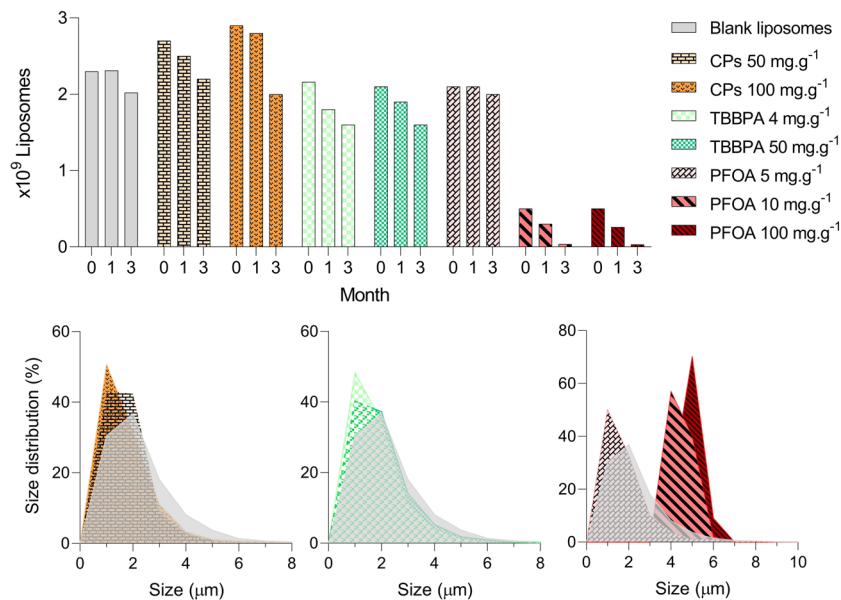 3
2
1
0
x10⁹ Liposomes
0 1 3 0 1 3 0 1 3 0 1 3 0 1 3 0 1 3 0 1 3 0 1 3
Month
Blank liposomes
CPs 50 mg.g⁻¹
CPs 100 mg.g⁻¹
TBBPA 4 mg.g⁻¹
TBBPA 50 mg.g⁻¹
PFOA 5 mg.g⁻¹
PFOA 10 mg.g⁻¹
PFOA 100 mg.g⁻¹
60
40
20
0
Size distribution (%)
0 2 4 6 8
Size (μm)
60
40
20
0
0 2 4 6 8
Size (μm)
80
60
40
20
0
0 2 4 6 8 10
Size (μm)